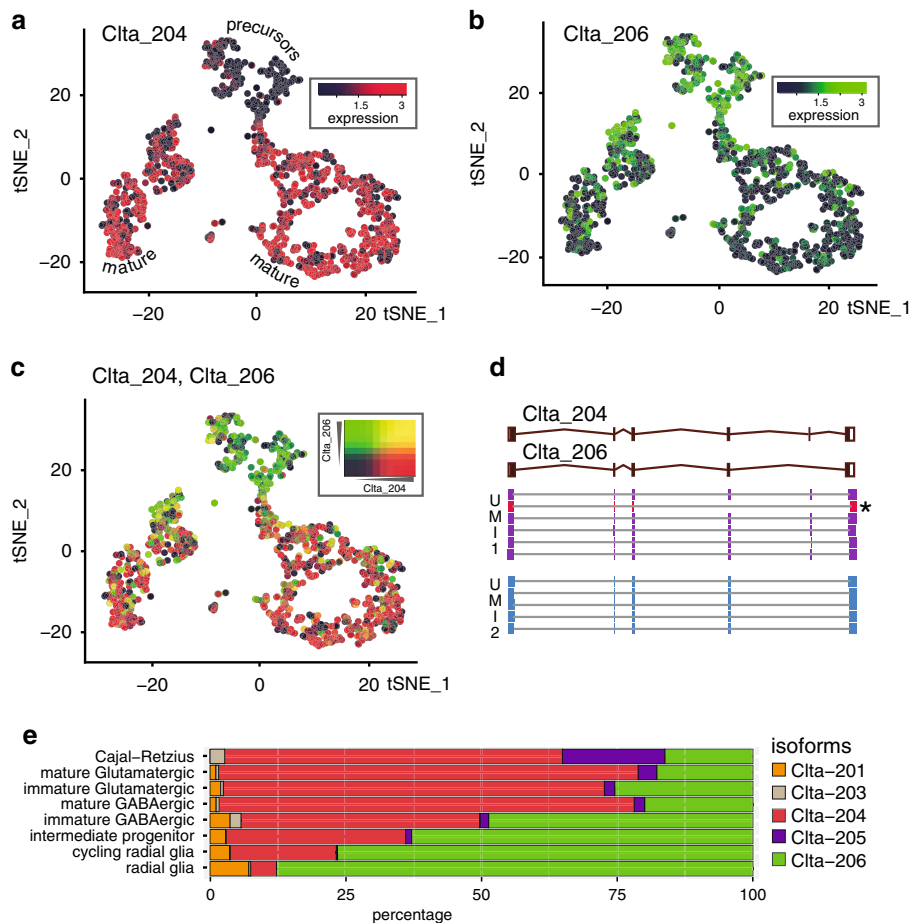 a
Clta_204
precursors
1.5 3
expression
tSNE_2
20
0
−20
mature
mature
−20 0 20 tSNE_1
b
Clta_206
1.5 3
expression
tSNE_2
20
0
−20
−20 0 20 tSNE_1
c
Clta_204, Clta_206
Clta_206
Clta_204
tSNE_2
20
0
−20
−20 0 20 tSNE_1
d
Clta_204
Clta_206
UMI1
*
UMI2
e
Cajal−Retzius
mature Glutamatergic
immature Glutamatergic
mature GABAergic
immature GABAergic
intermediate progenitor
cycling radial glia
radial glia
0 25 50 75 100
percentage
isoforms
Clta−201
Clta−203
Clta−204
Clta−205
Clta−206